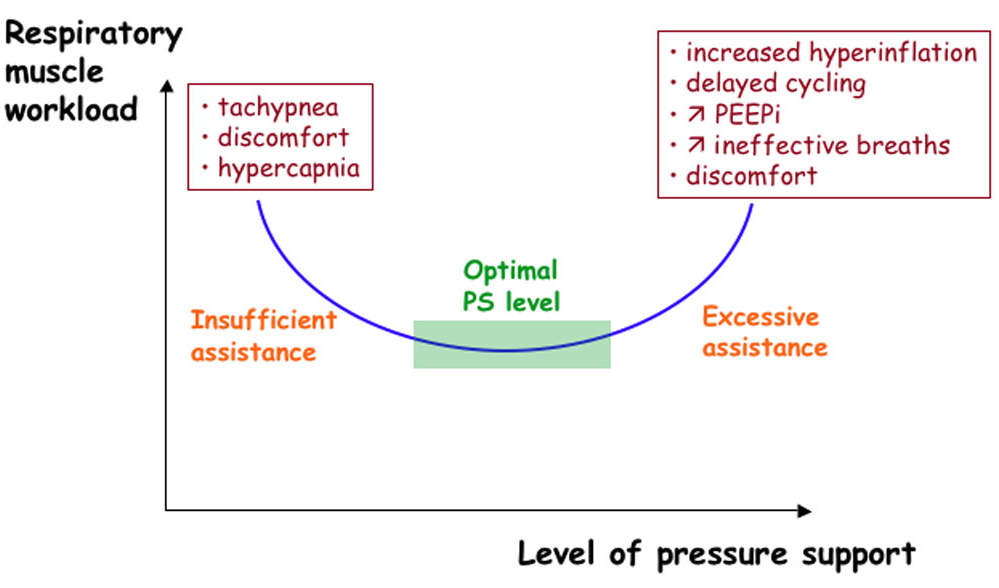 Respiratory
muscle
workload
· tachypnea
· discomfort
· hypercapnia
· increased hyperinflation
· delayed cycling
· ↗ PEEPi
· ↗ ineffective breaths
· discomfort
Optimal
PS level
Insufficient
assistance
Excessive
assistance
Level of pressure support